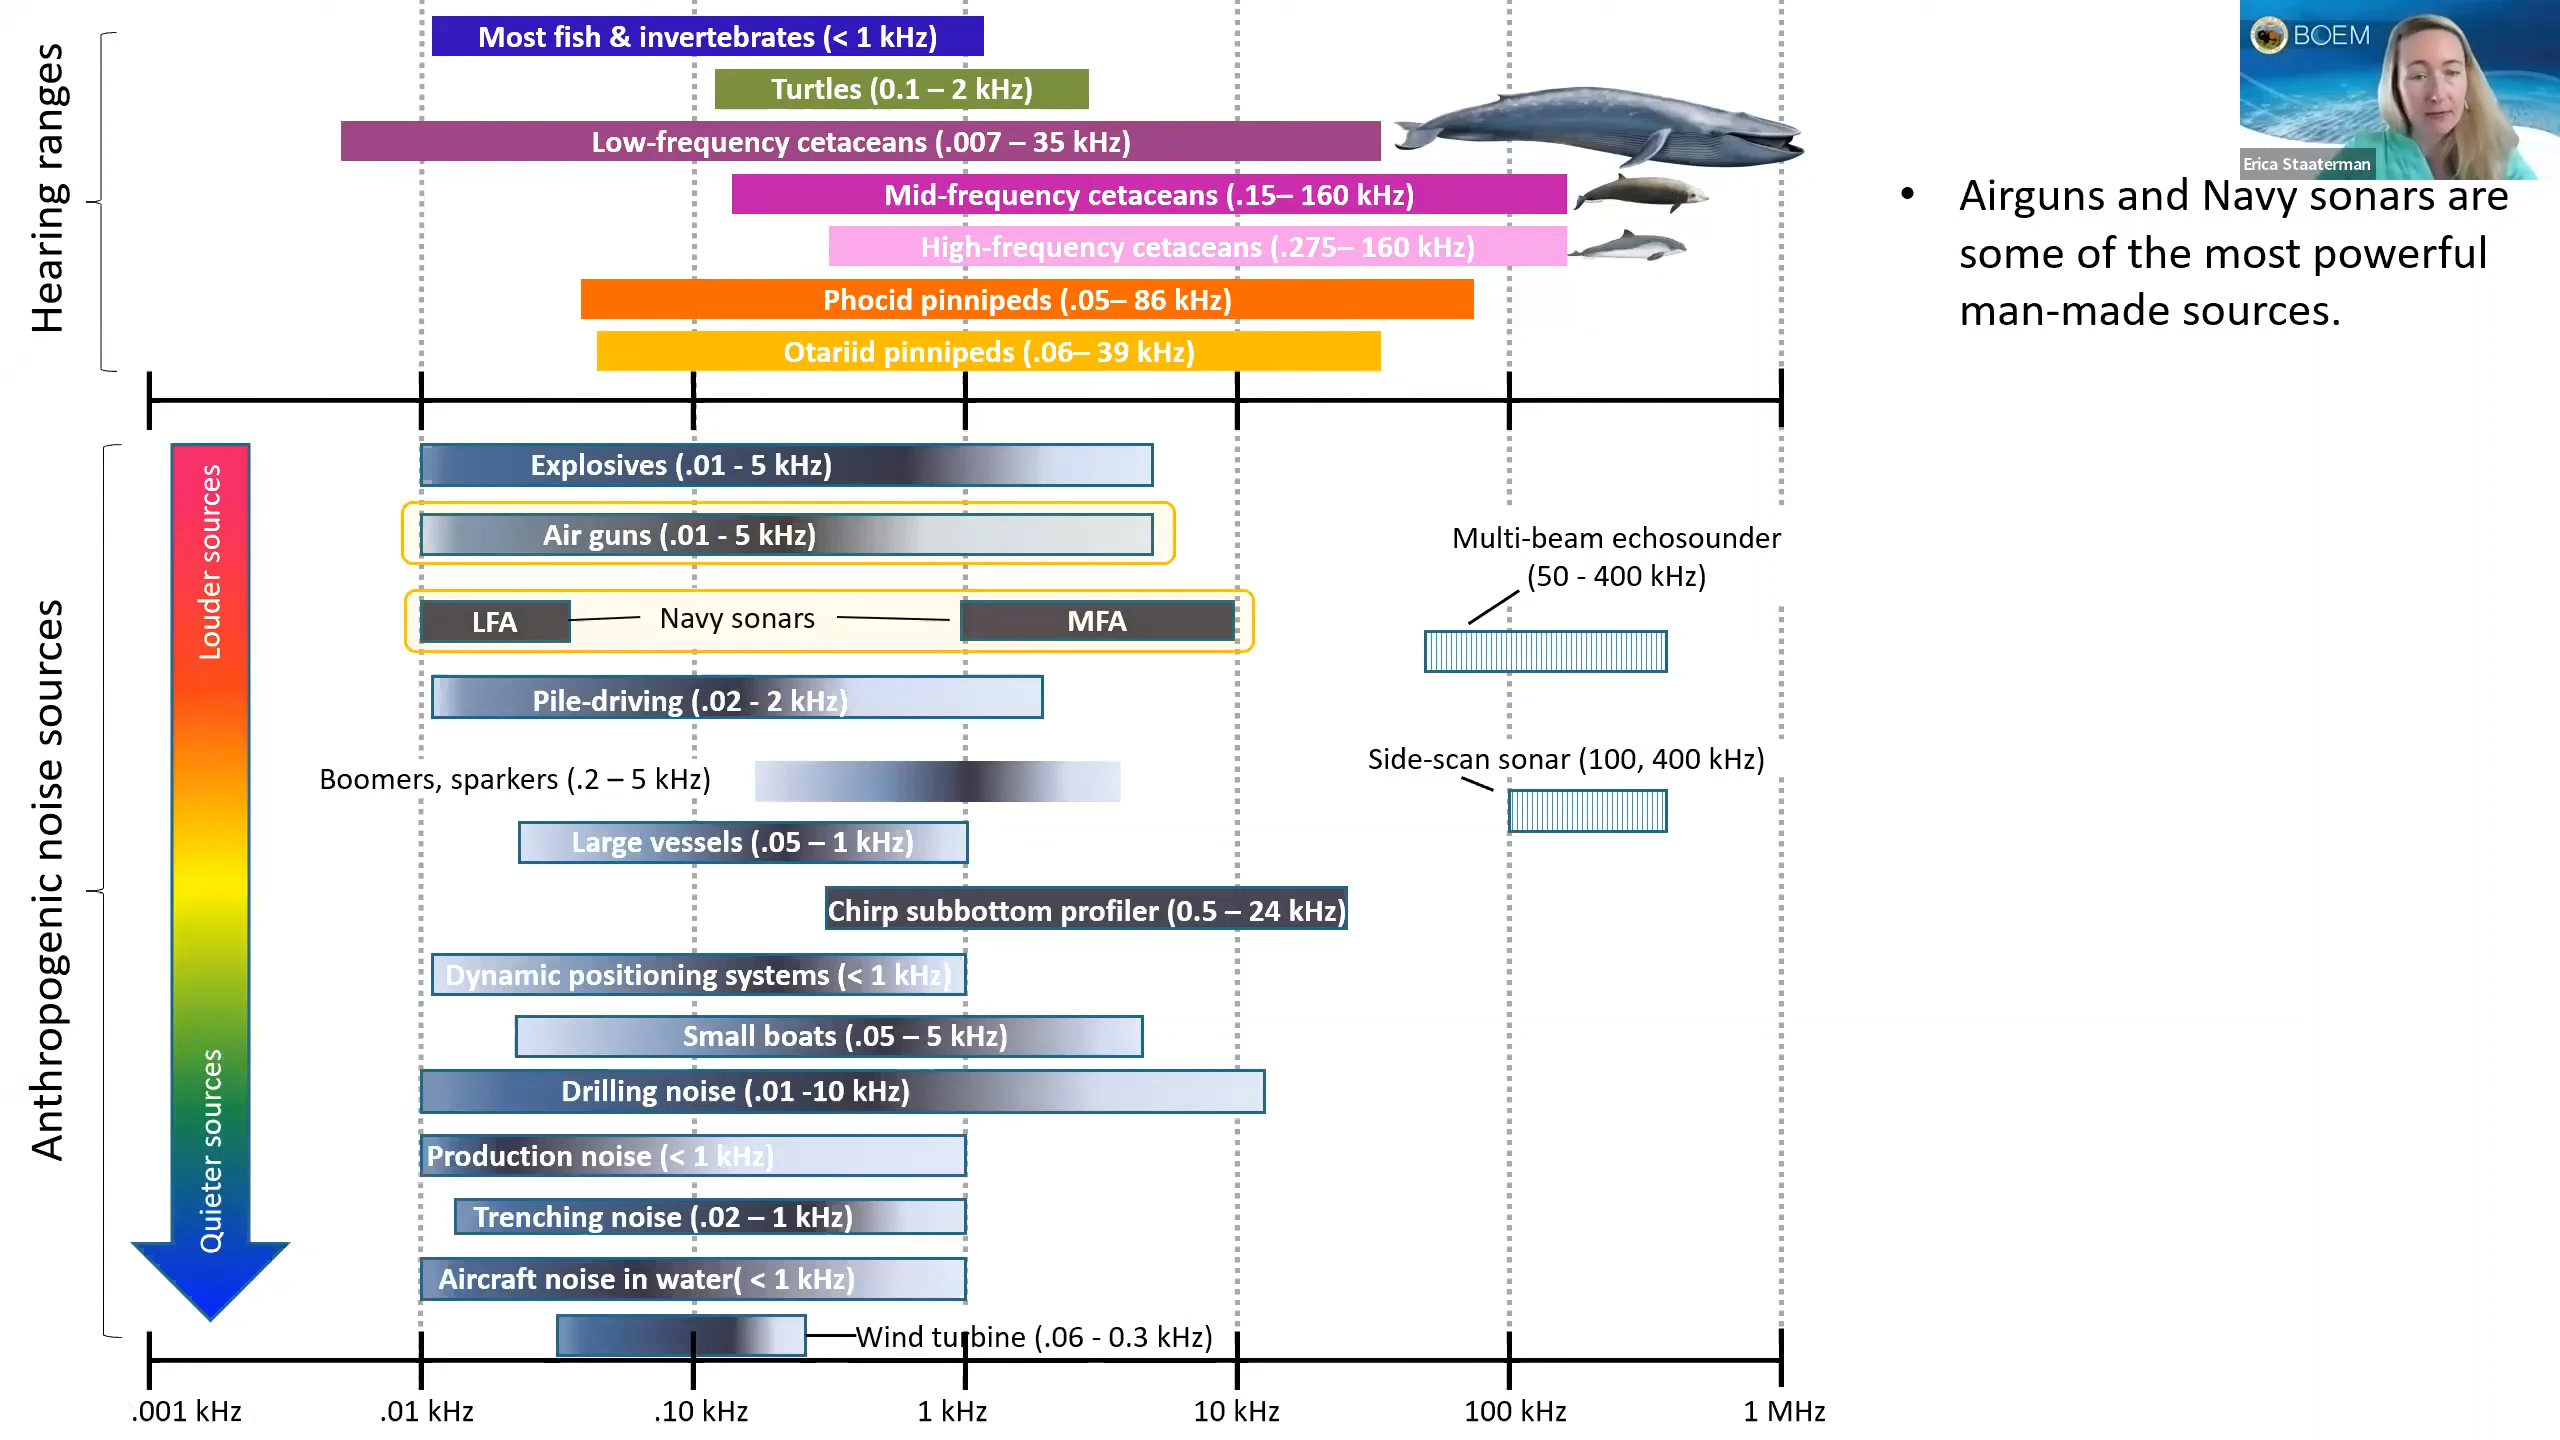 Hearing ranges
Most fish & invertebrates (< 1 kHz)
Turtles (0.1 – 2 kHz)
Low-frequency cetaceans (.007 – 35 kHz)
Mid-frequency cetaceans (.15– 160 kHz)
High-frequency cetaceans (.275– 160 kHz)
Phocid pinnipeds (.05– 86 kHz)
Otariid pinnipeds (.06– 39 kHz)
BOEM
Erica Staaterman
• Airguns and Navy sonars are
some of the most powerful
man-made sources.
Anthropogenic noise sources
Louder sources
Quieter sources
Explosives (.01 - 5 kHz)
Air guns (.01 - 5 kHz)
LFA
Navy sonars
MFA
Multi-beam echosounder
(50 - 400 kHz)
Pile-driving (.02 - 2 kHz)
Boomers, sparkers (.2 – 5 kHz)
Side-scan sonar (100, 400 kHz)
Large vessels (.05 – 1 kHz)
Chirp subbottom profiler (0.5 – 24 kHz)
Dynamic positioning systems (< 1 kHz)
Small boats (.05 – 5 kHz)
Drilling noise (.01 -10 kHz)
Production noise (< 1 kHz)
Trenching noise (.02 – 1 kHz)
Aircraft noise in water( < 1 kHz)
Wind turbine (.06 - 0.3 kHz)
.001 kHz
.01 kHz
.10 kHz
1 kHz
10 kHz
100 kHz
1 MHz